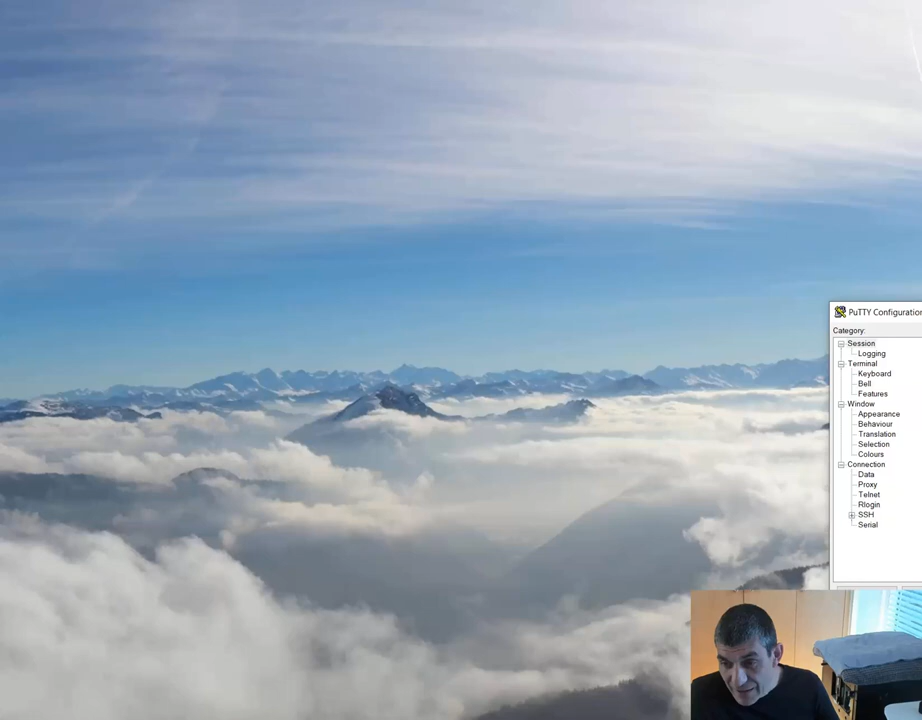 PuTTY Configuration
Category:
Session
Logging
Terminal
Keyboard
Bell
Features
Window
Appearance
Behaviour
Translation
Selection
Colours
Connection
Data
Proxy
Telnet
Rlogin
SSH
Serial